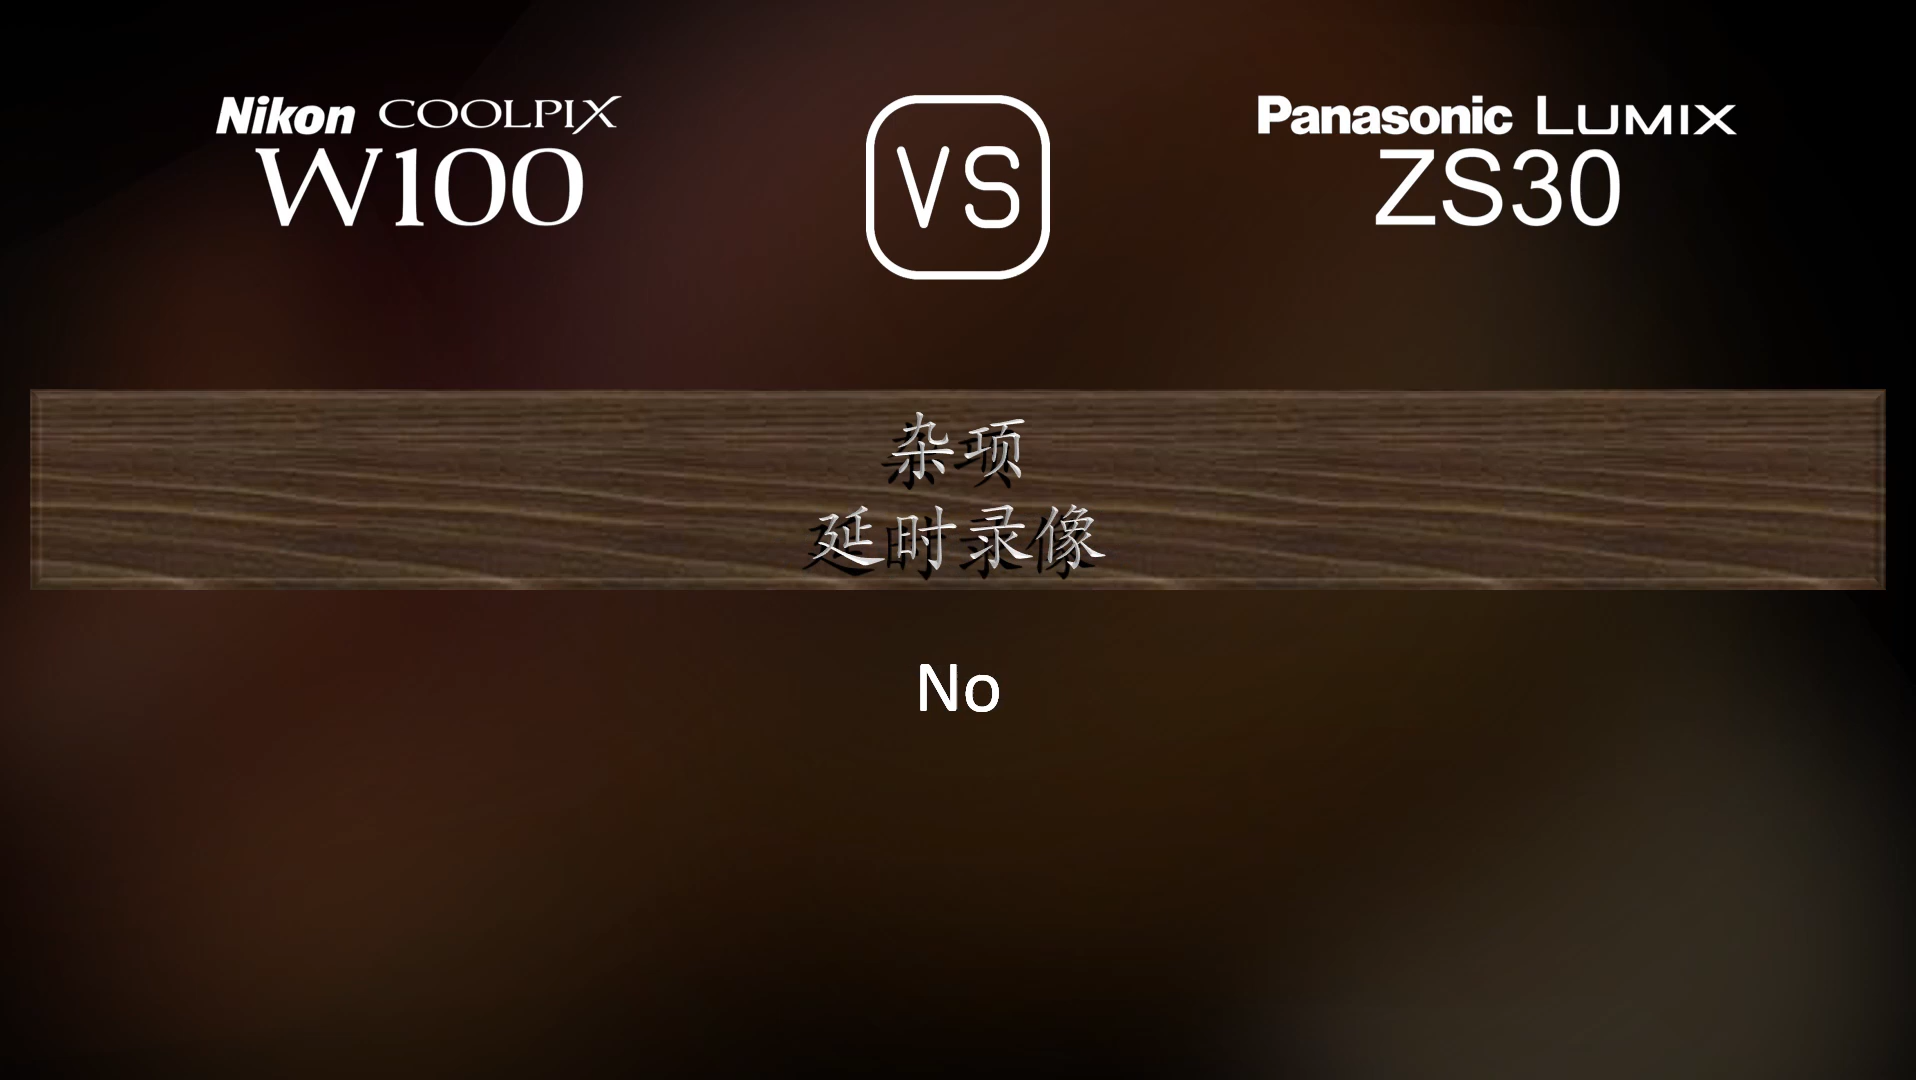 Nikon COOLPIX
W100
VS
Panasonic LUMIX
ZS30
杂项
延时录像
No